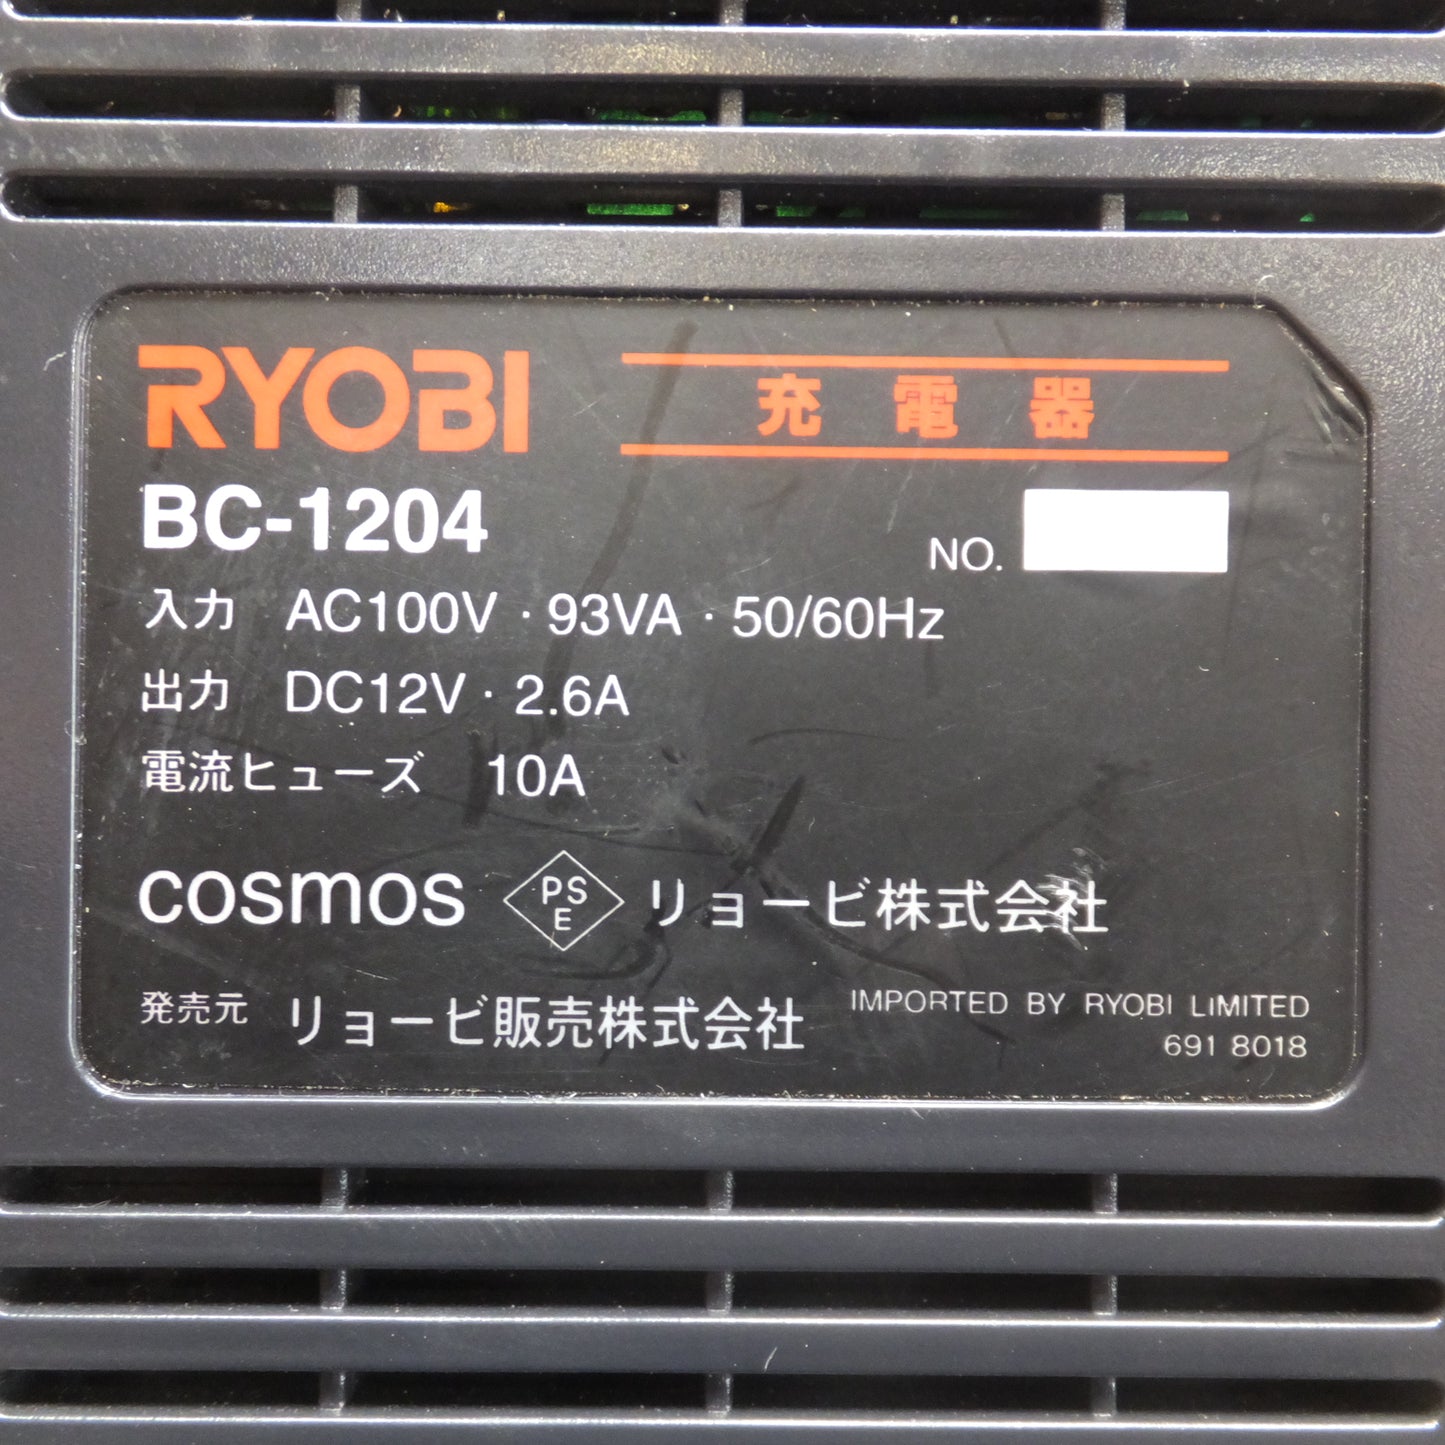 RYOBI 充電器
BC-1204
NO.
入力 AC100V・93VA・50/60Hz
出力 DC12V・2.6A
電流ヒューズ 10A
cosmos PSE リョービ株式会社
発売元 リョービ販売株式会社
IMPORTED BY RYOBI LIMITED
691 8018